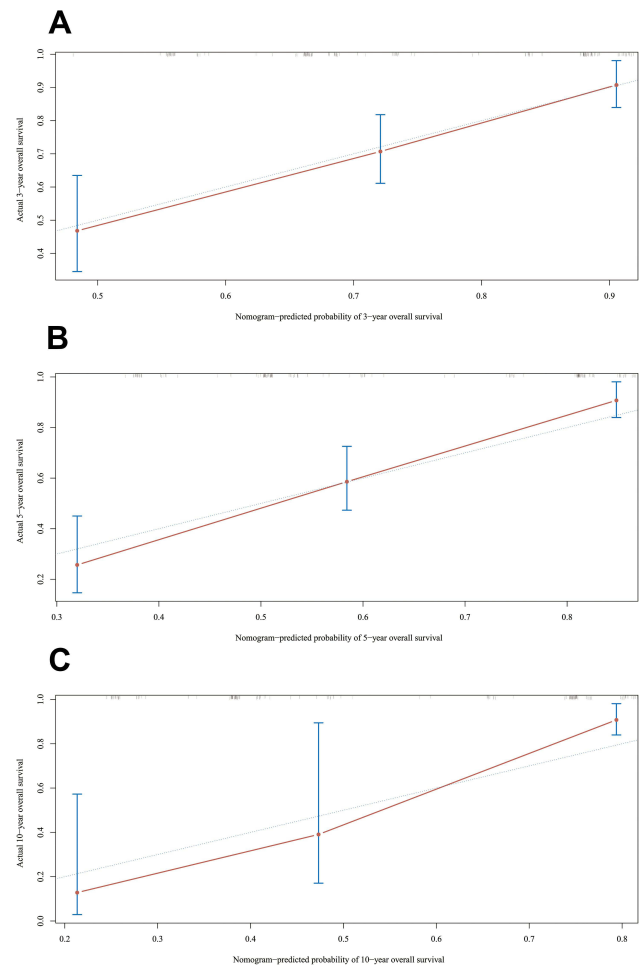 A
1.0
0.9
0.8
0.7
0.6
0.5
0.4
Actual 3−year overall survival
0.5 0.6 0.7 0.8 0.9
Nomogram−predicted probability of 3−year overall survival
B
1.0
0.8
0.6
0.4
0.2
Actual 5−year overall survival
0.3 0.4 0.5 0.6 0.7 0.8
Nomogram−predicted probability of 5−year overall survival
C
1.0
0.8
0.6
0.4
0.2
0.0
Actual 10−year overall survival
0.2 0.3 0.4 0.5 0.6 0.7 0.8
Nomogram−predicted probability of 10−year overall survival